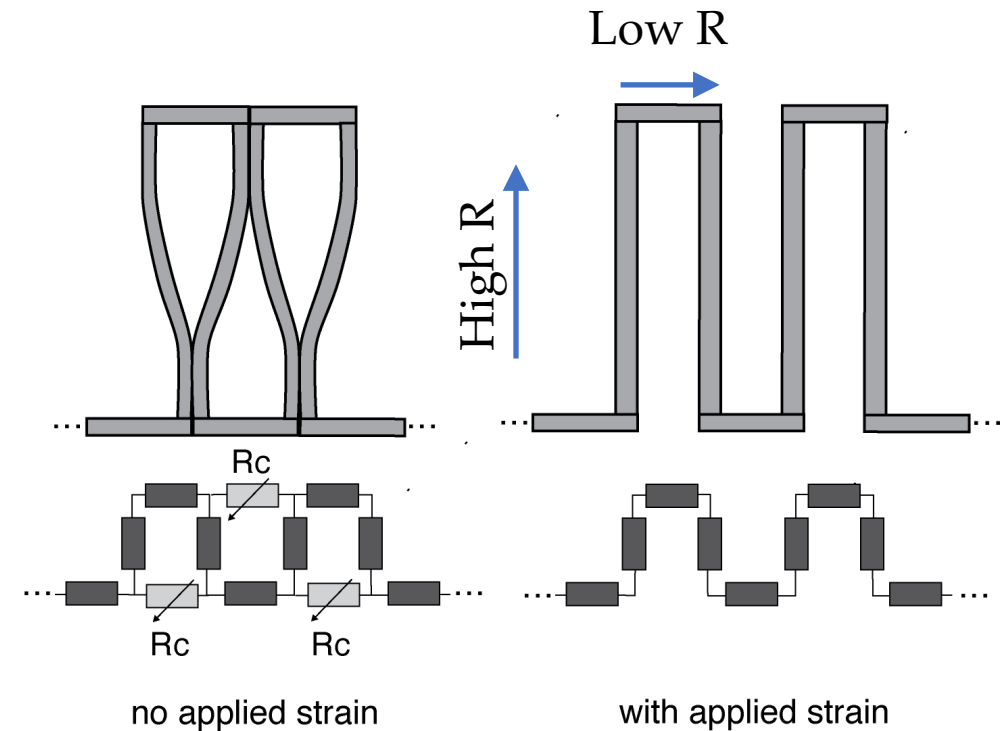 Low R
High R
... ... ... ...
Rc
Rc
Rc
... ... ... ...
no applied strain
with applied strain